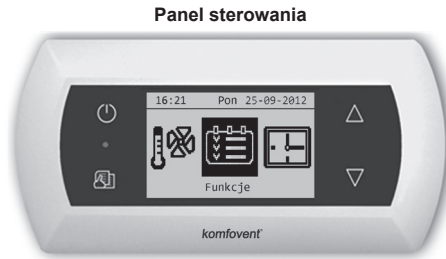 Panel sterowania
16:21 Pon 25-09-2012
Funkcje
komfovent